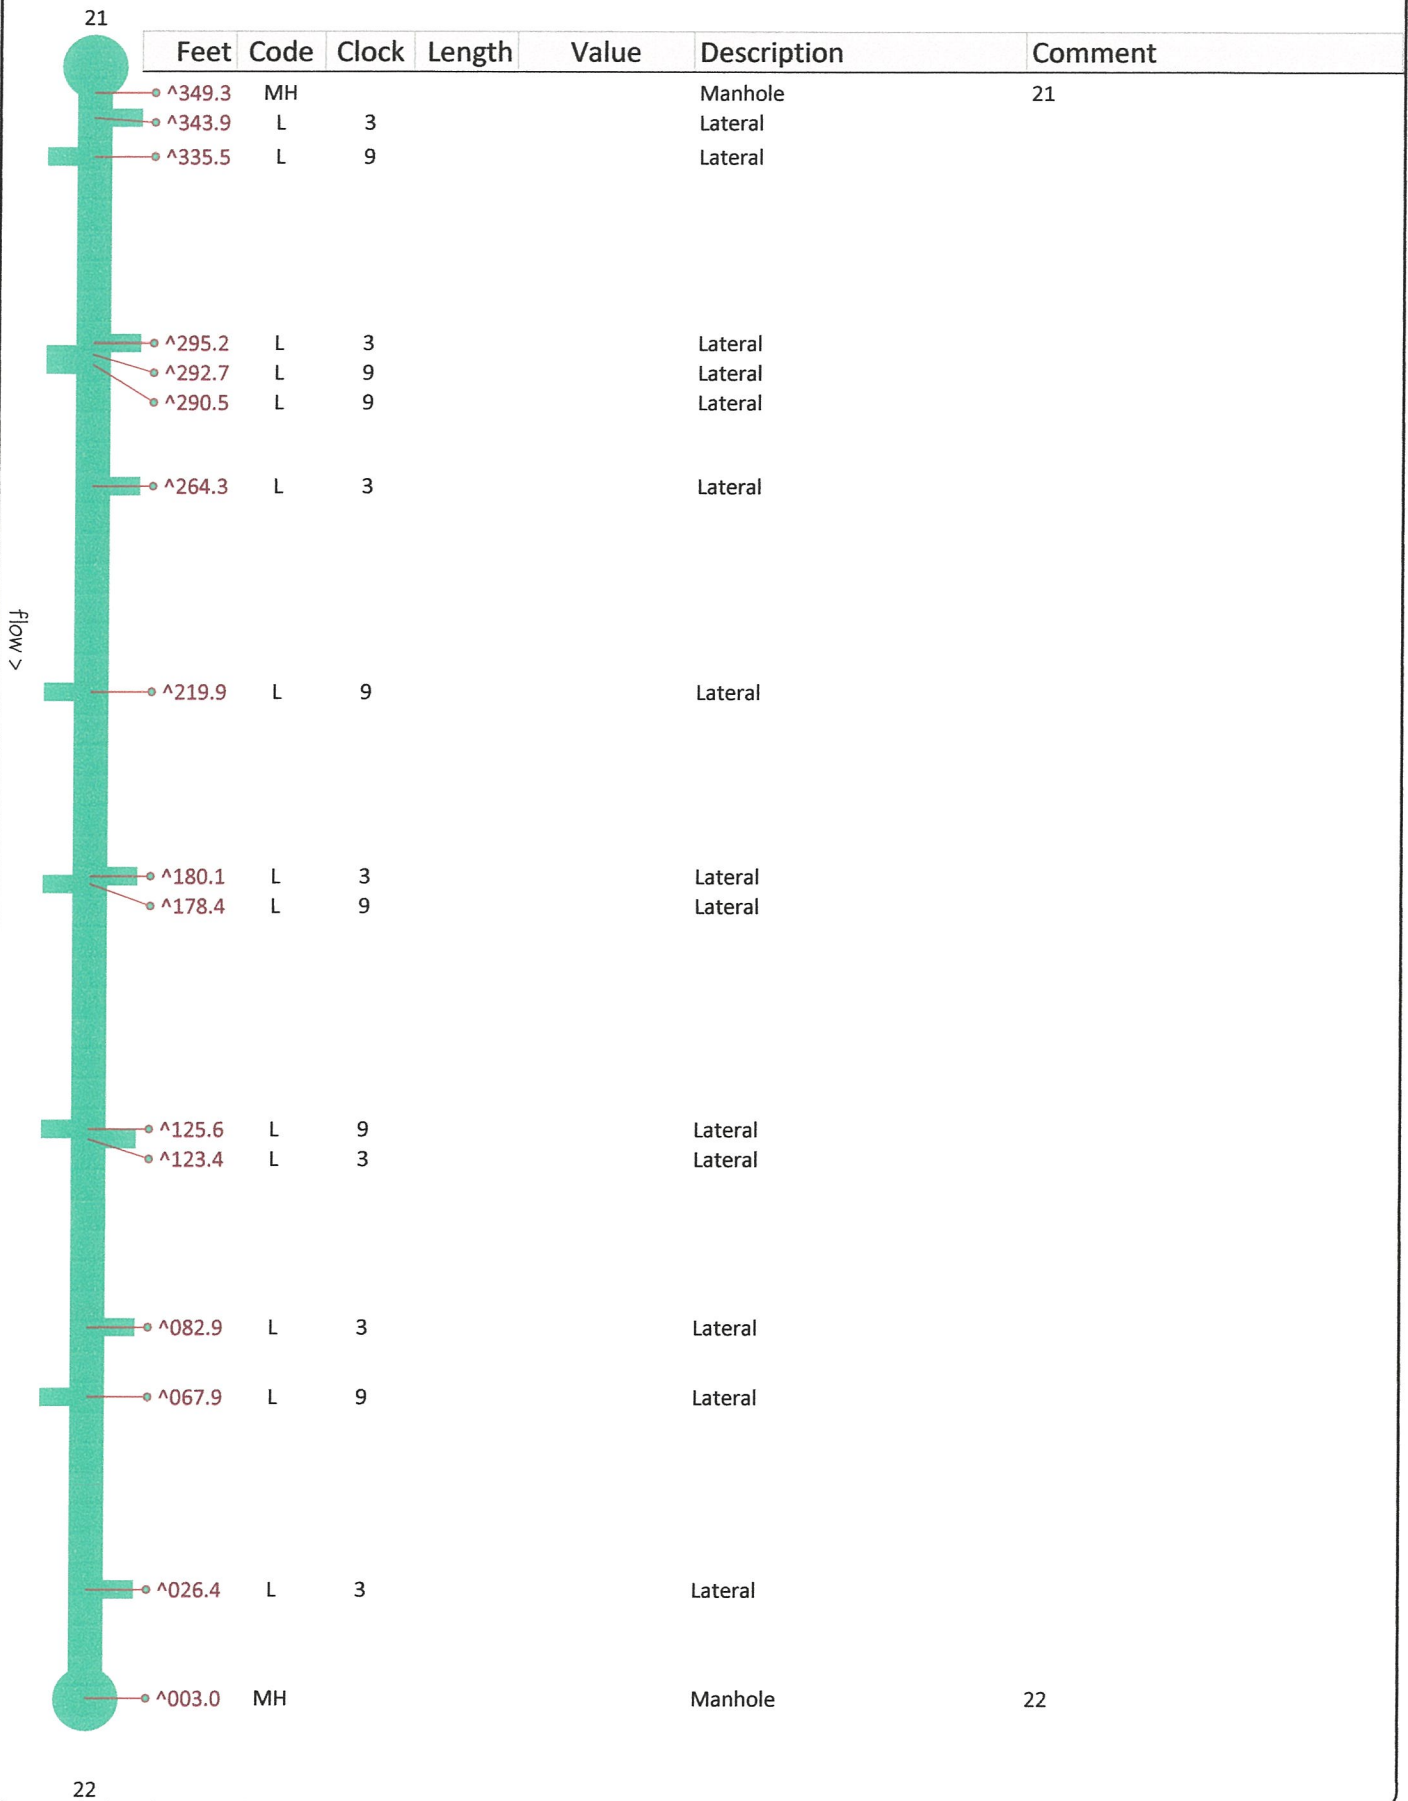 21
Feet Code Clock Length Value Description Comment
^349.3 MH Manhole 21
^343.9 L 3 Lateral
^335.5 L 9 Lateral
^295.2 L 3 Lateral
^292.7 L 9 Lateral
^290.5 L 9 Lateral
^264.3 L 3 Lateral
flow >
^219.9 L 9 Lateral
^180.1 L 3 Lateral
^178.4 L 9 Lateral
^125.6 L 9 Lateral
^123.4 L 3 Lateral
^082.9 L 3 Lateral
^067.9 L 9 Lateral
^026.4 L 3 Lateral
^003.0 MH Manhole 22
22